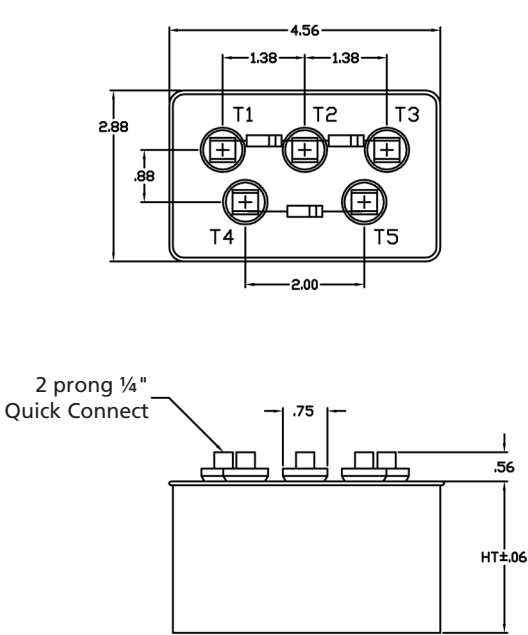 4.56
1.38 1.38
T1 T2 T3
2.88
.88
T4 T5
2.00
2 prong ¼"
Quick Connect
.75
.56
HT±.06